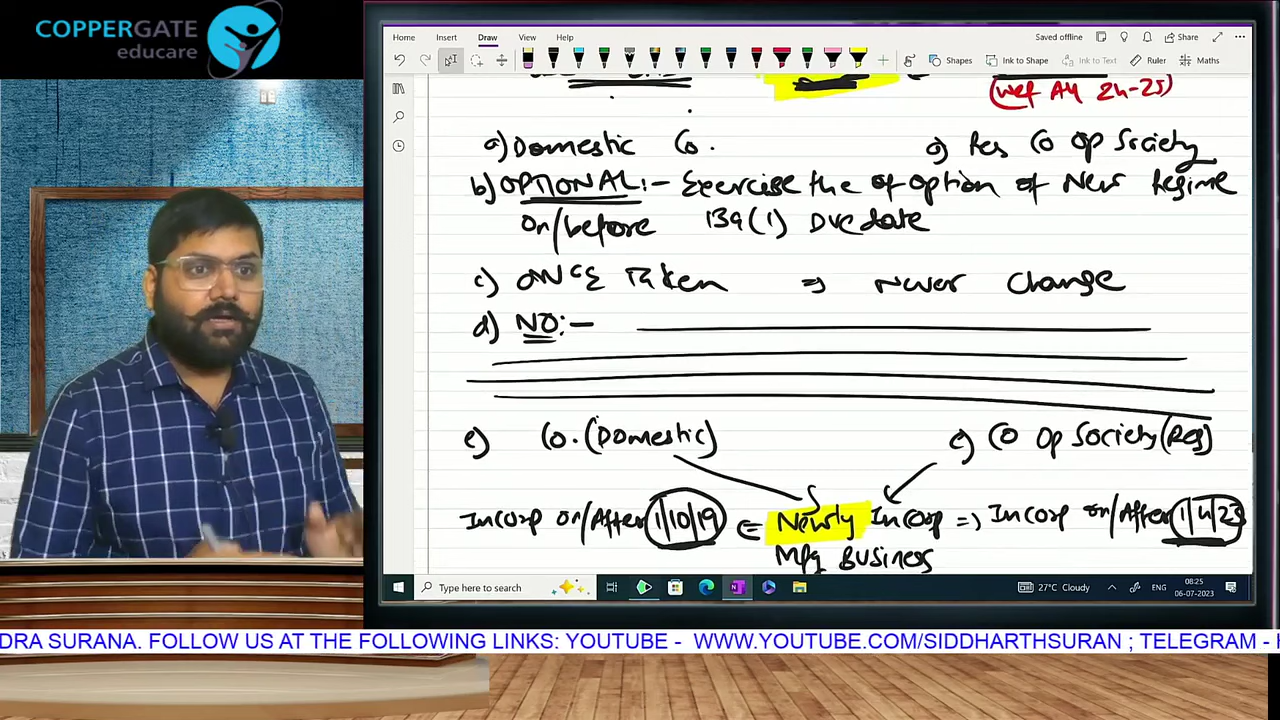 COPPERGATE
educare
Home Insert Draw View Help
Saved offline
Share
Shapes
Ink to Shape
Ink to Text
Ruler
Maths
(wef AY 24-25)
a) Domestic Co.
a) Res Co Op Society
b) OPTIONAL:- Exercise the of option of New Regime
on/before 139(1) Due date
c) ONCE Taken ⇒ Never change
d) NO:-
e) Co. (Domestic)
e) Co Op Society (Res)
Incorp on/After 1/10/19 ⇐ Newly Incorp => Incorp on/After 1/4/23
Mfg Business
Type here to search
27°C Cloudy
ENG
08:25
06-07-2023
DRA SURANA. FOLLOW US AT THE FOLLOWING LINKS: YOUTUBE - WWW.YOUTUBE.COM/SIDDHARTHSURAN ; TELEGRAM - H